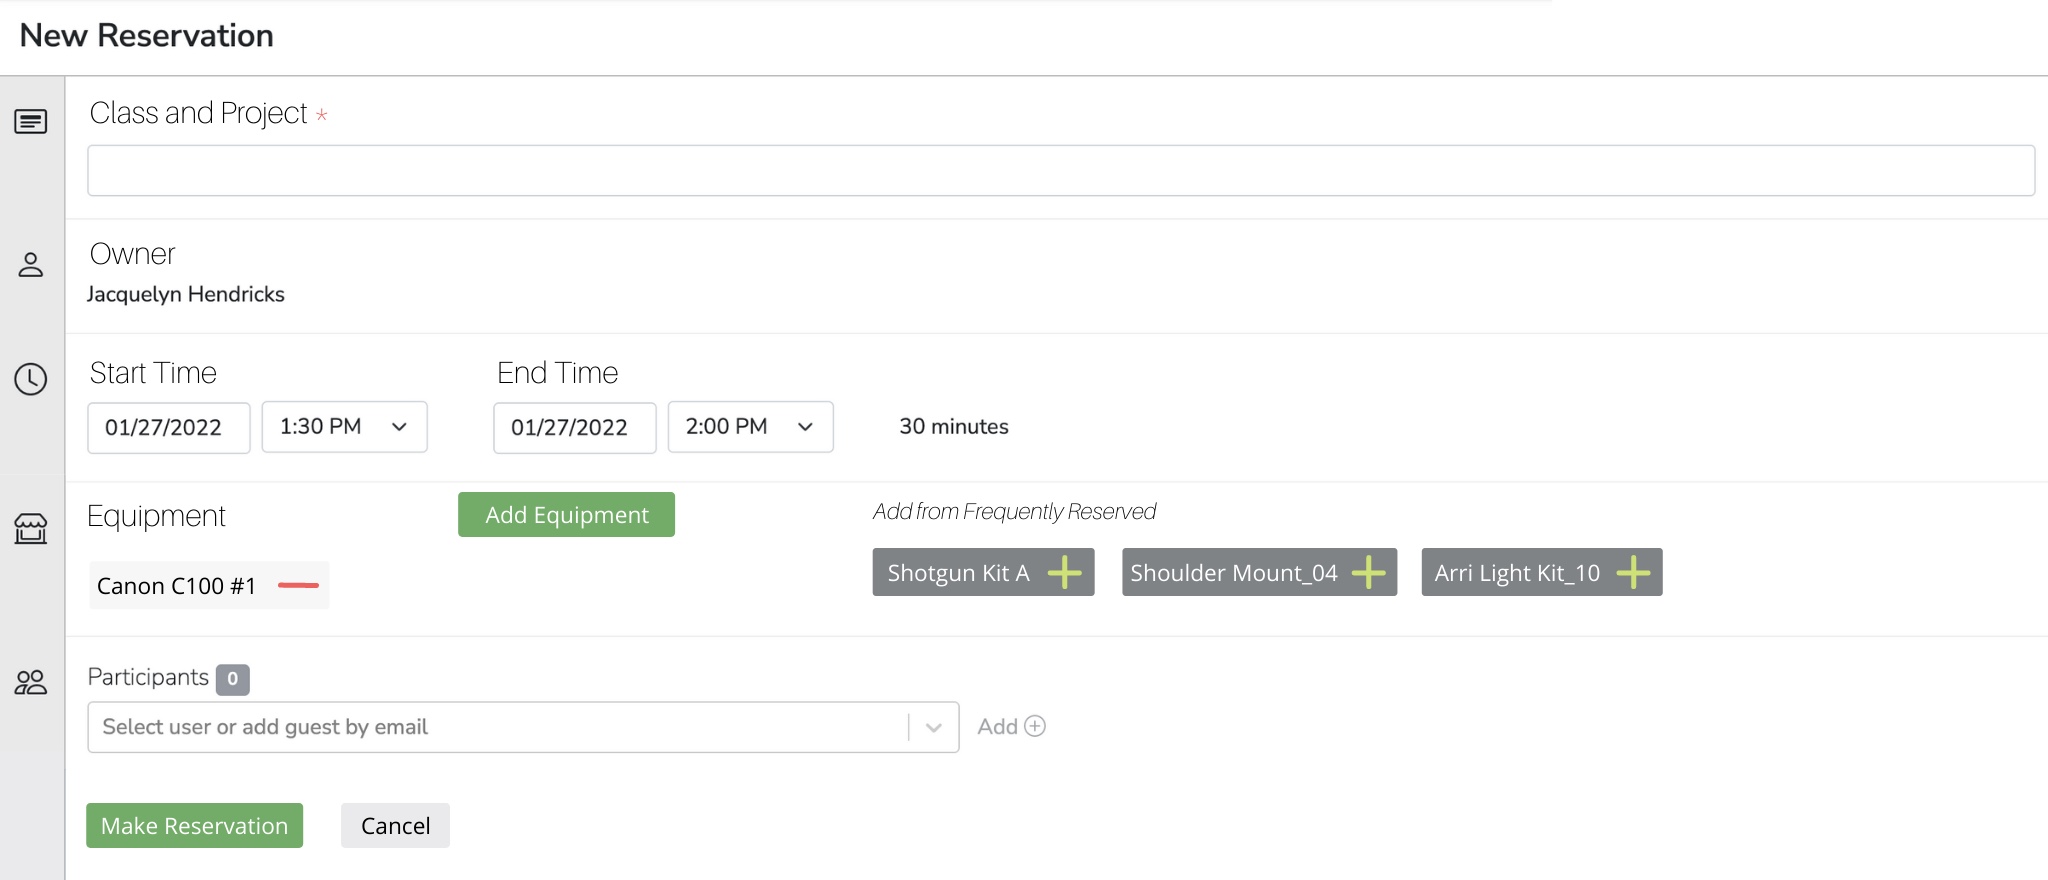 New Reservation
Class and Project *
Owner
Jacquelyn Hendricks
Start Time End Time
01/27/2022 1:30 PM 01/27/2022 2:00 PM 30 minutes
Equipment Add Equipment Add from Frequently Reserved
Canon C100 #1 Shotgun Kit A Shoulder Mount_04 Arri Light Kit_10
Participants 0
Select user or add guest by email Add
Make Reservation Cancel